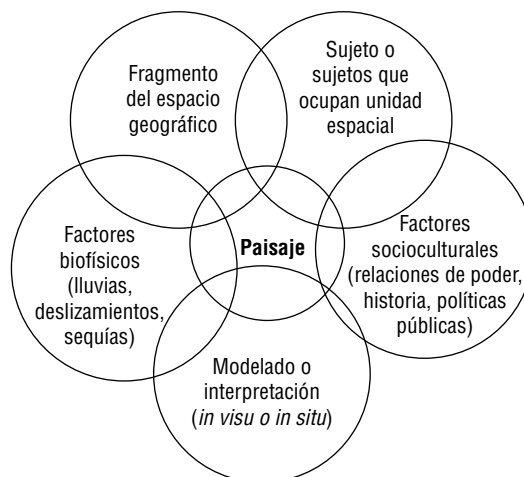 Fragmento
del espacio
geográfico
Sujeto o
sujetos que
ocupan unidad
espacial
Factores
biofísicos
(lluvias,
deslizamientos,
sequías)
Paisaje
Factores
socioculturales
(relaciones de poder,
historia, políticas
públicas)
Modelado o
interpretación
(in visu o in situ)